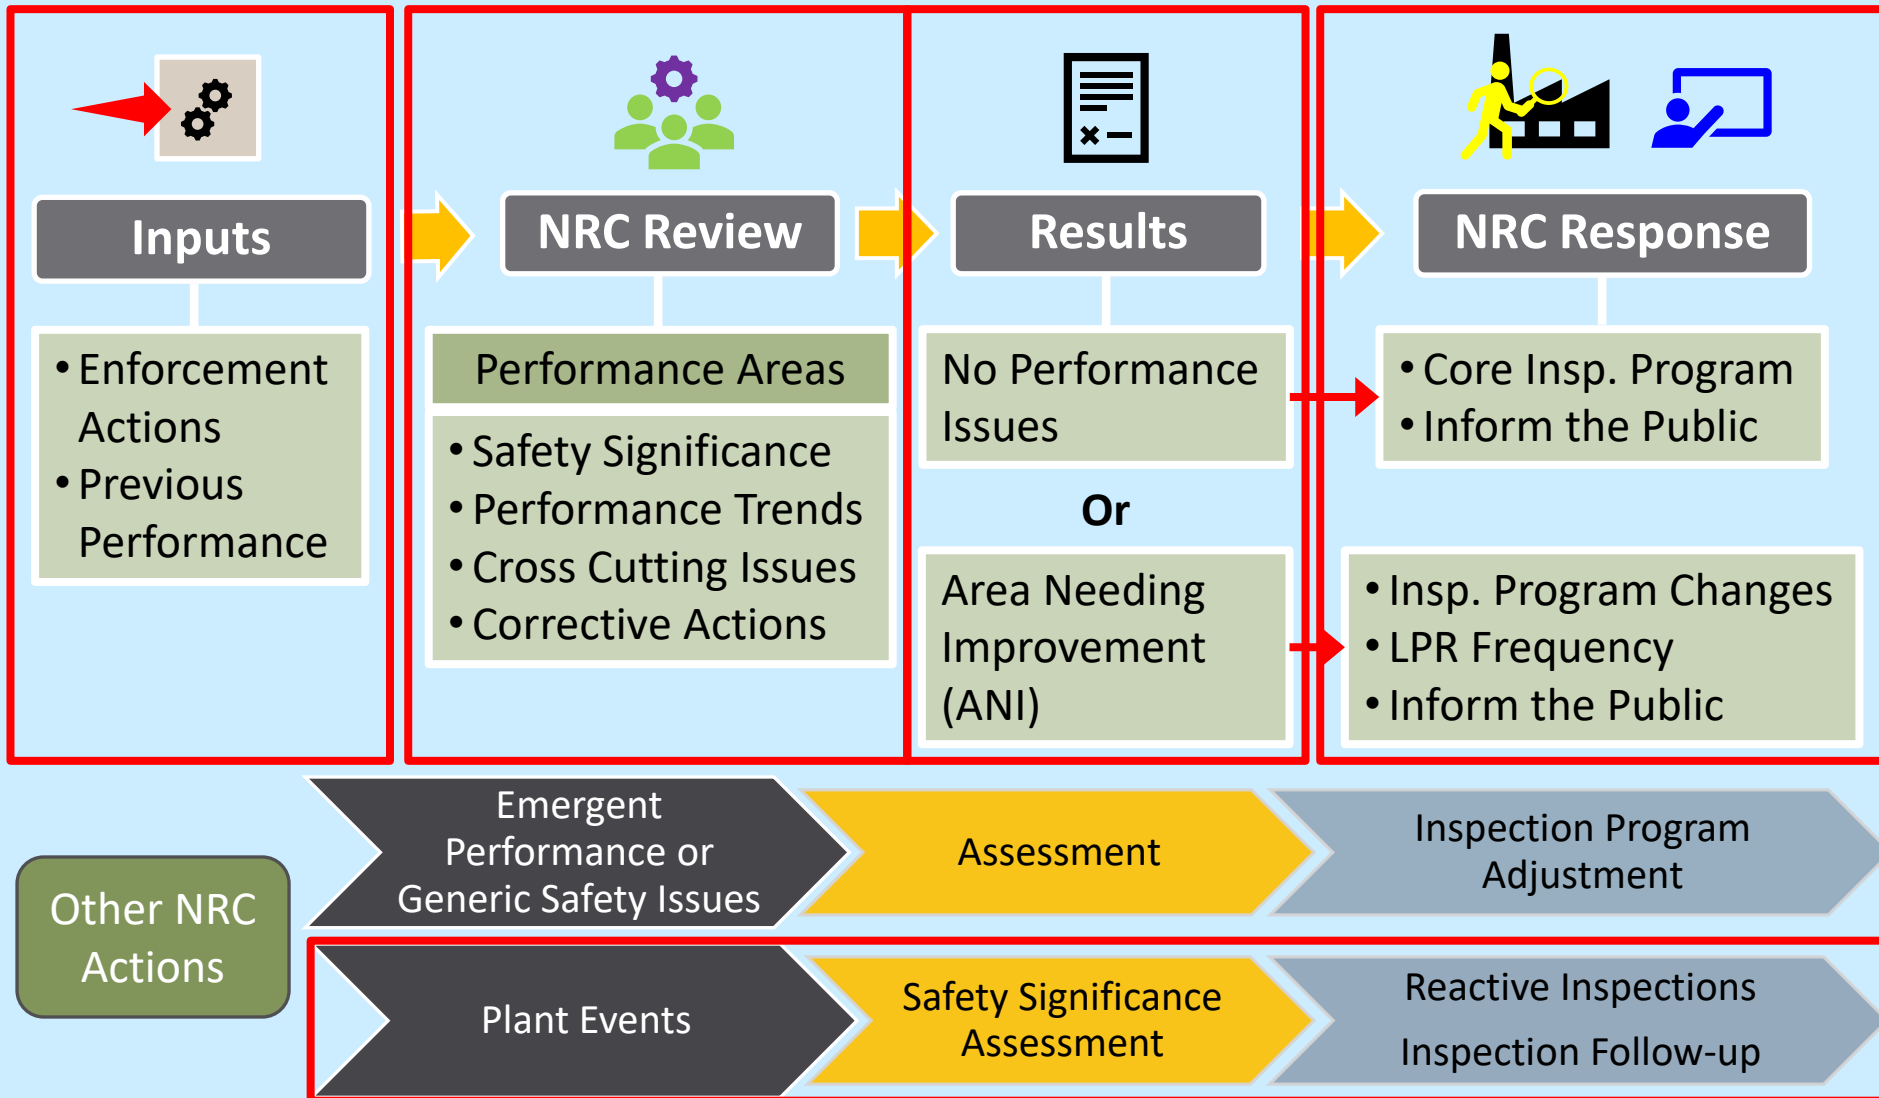 Inputs
• Enforcement
Actions
• Previous
Performance
NRC Review
Performance Areas
• Safety Significance
• Performance Trends
• Cross Cutting Issues
• Corrective Actions
Results
No Performance
Issues
Or
Area Needing
Improvement
(ANI)
NRC Response
• Core Insp. Program
• Inform the Public
• Insp. Program Changes
• LPR Frequency
• Inform the Public
Other NRC
Actions
Emergent
Performance or
Generic Safety Issues
Assessment
Inspection Program
Adjustment
Plant Events
Safety Significance
Assessment
Reactive Inspections
Inspection Follow-up